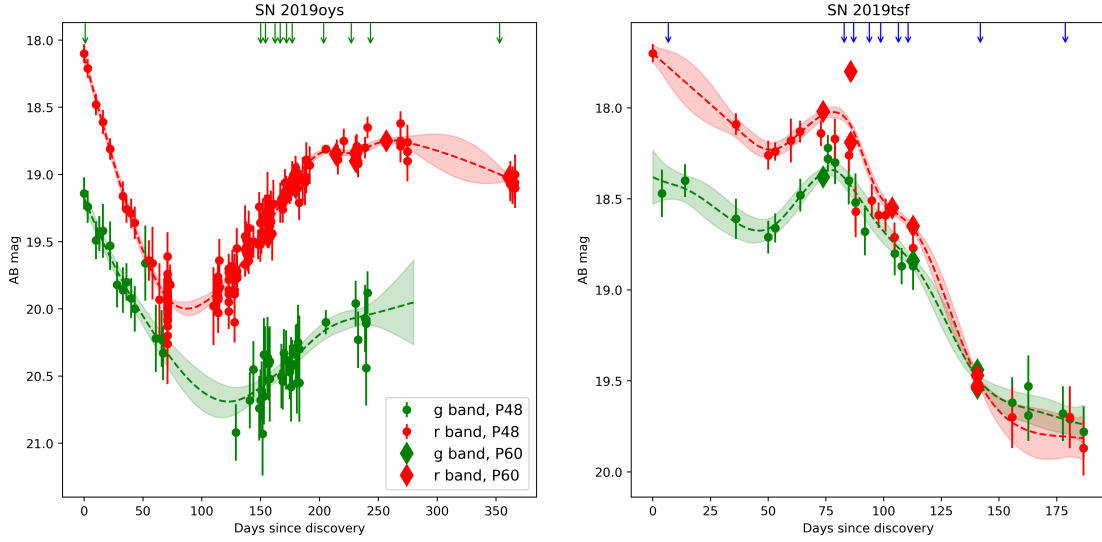 SN 2019oys
18.0
18.5
19.0
19.5
20.0
20.5
21.0
AB mag
0
50
100
150
200
250
300
350
Days since discovery
g band, P48
r band, P48
g band, P60
r band, P60
SN 2019tsf
18.0
18.5
19.0
19.5
20.0
AB mag
0
25
50
75
100
125
150
175
Days since discovery